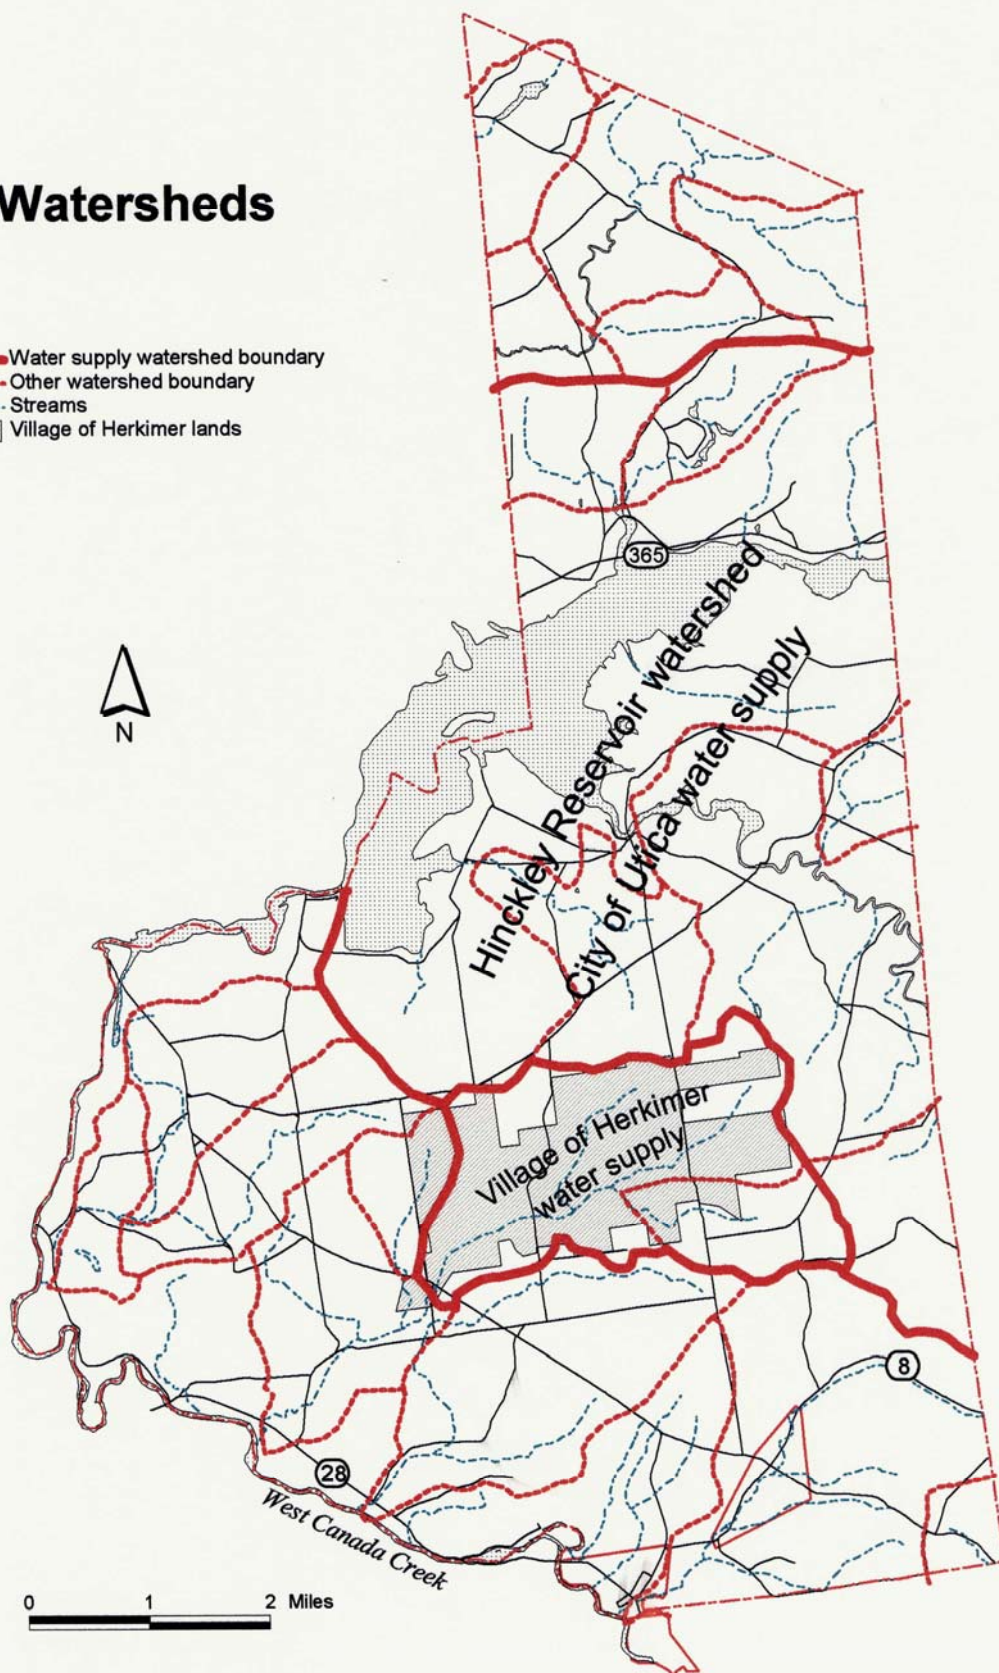 Watersheds
Water supply watershed boundary
Other watershed boundary
Streams
Village of Herkimer lands
365
Hinckley Reservoir watershed
City of Utica water supply
N
Village of Herkimer
water supply
8
28
West Canada Creek
0 1 2 Miles